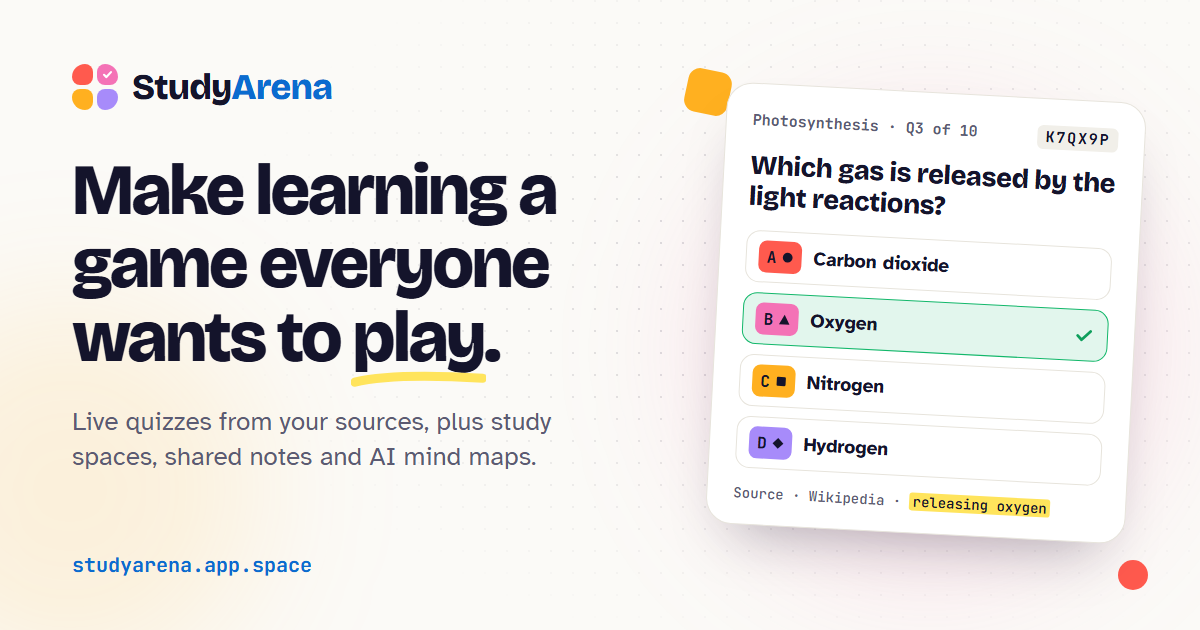 StudyArena
Make learning a
game everyone
wants to play.
Live quizzes from your sources, plus study
spaces, shared notes and AI mind maps.
studyarena.app.space
Photosynthesis · Q3 of 10
K7QX9P
Which gas is released by the
light reactions?
A ● Carbon dioxide
B ▲ Oxygen
C ■ Nitrogen
D ◆ Hydrogen
Source · Wikipedia · releasing oxygen